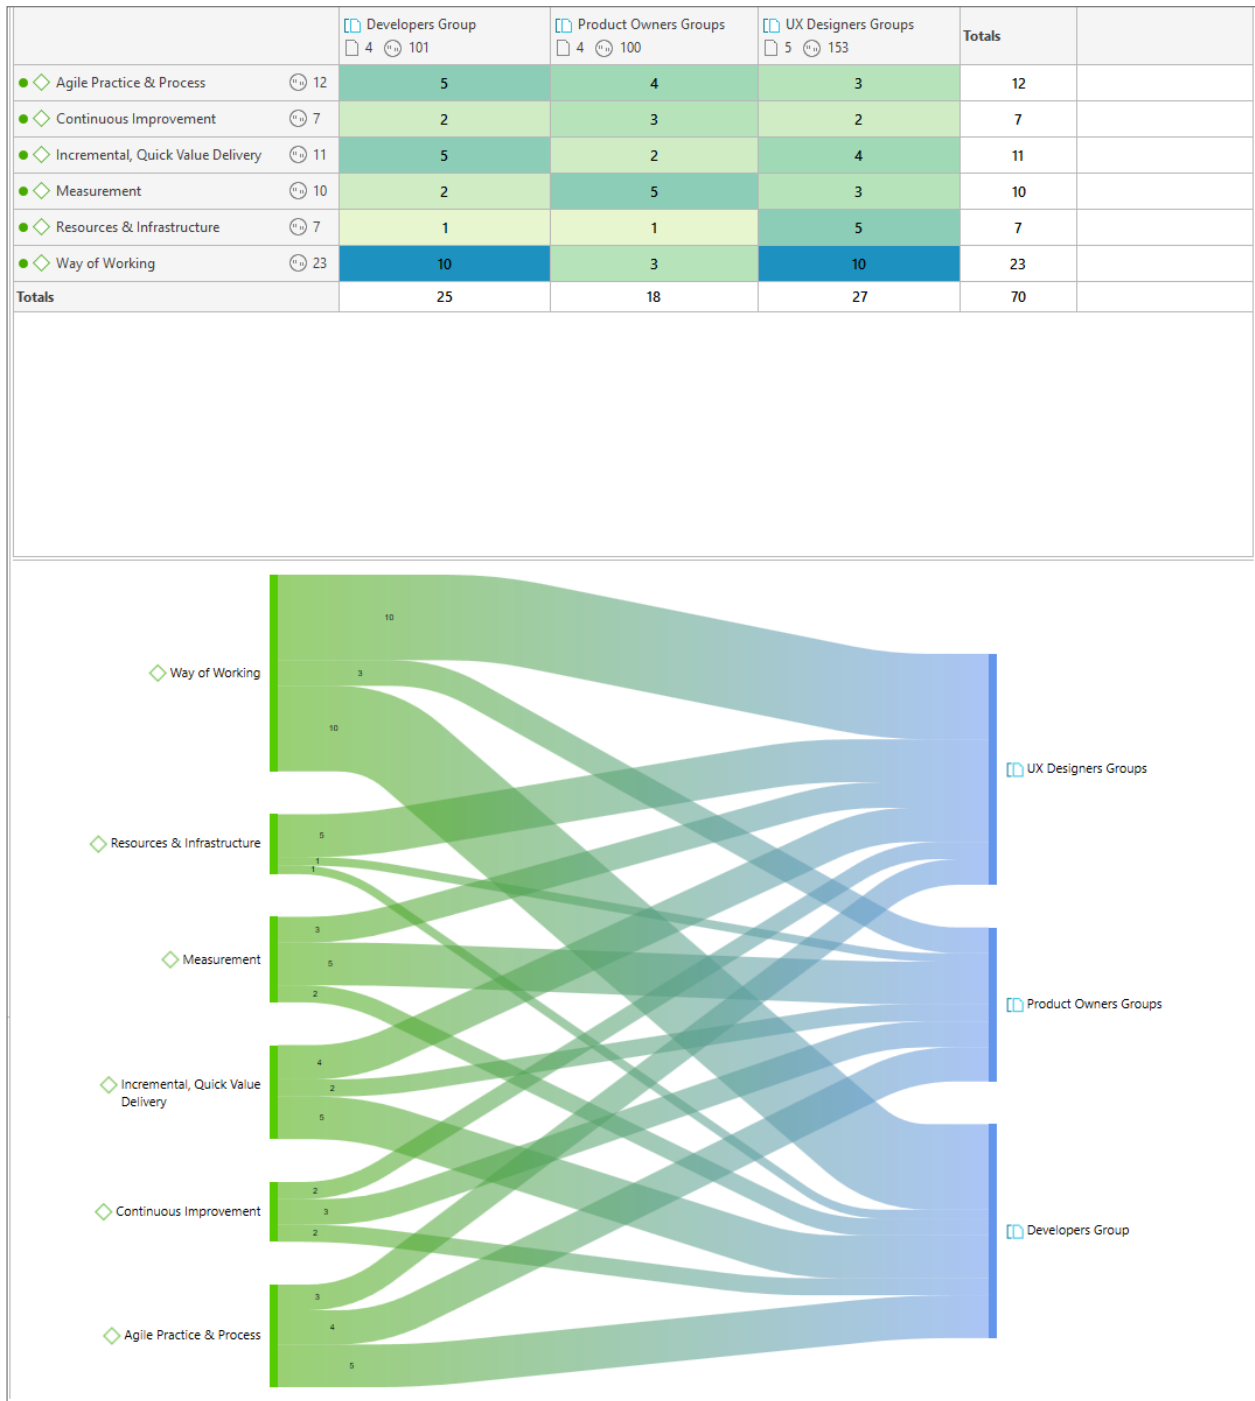 Developers Group
4 101
Product Owners Groups
4 100
UX Designers Groups
5 153
Totals
Agile Practice & Process 12 5 4 3 12
Continuous Improvement 7 2 3 2 7
Incremental, Quick Value Delivery 11 5 2 4 11
Measurement 10 2 5 3 10
Resources & Infrastructure 7 1 1 5 7
Way of Working 23 10 3 10 23
Totals 25 18 27 70
Way of Working
10
3
10
Resources & Infrastructure
5
1
1
Measurement
3
5
2
Incremental, Quick Value
Delivery
4
2
5
Continuous Improvement
2
3
2
Agile Practice & Process
3
4
5
UX Designers Groups
Product Owners Groups
Developers Group